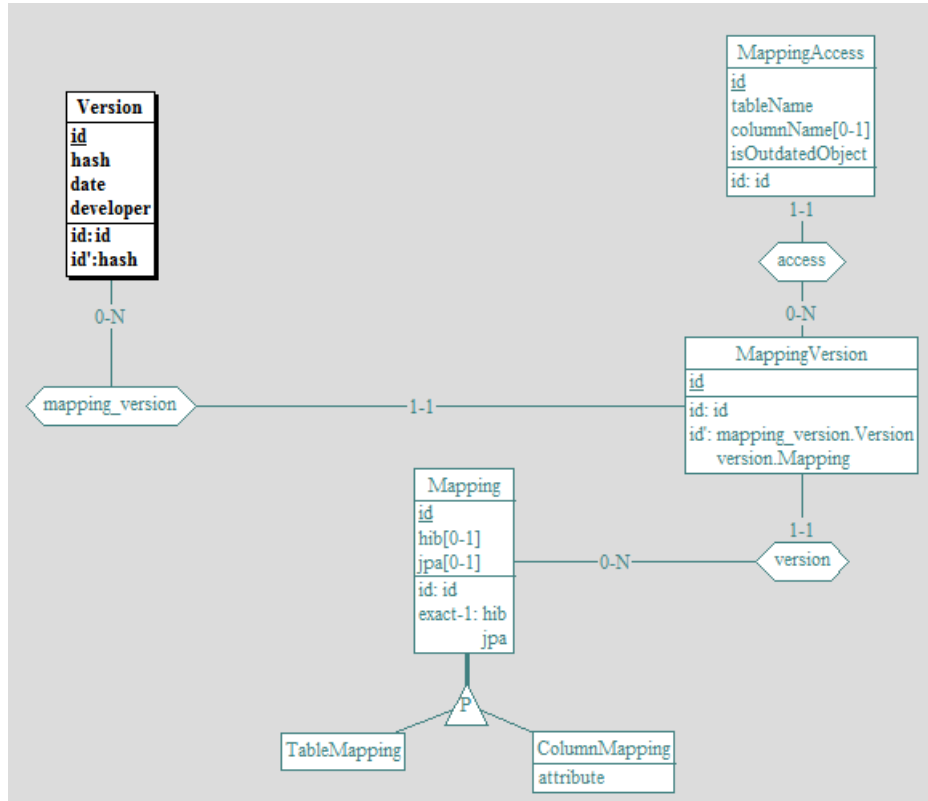 MappingAccess
id
tableName
columnName[0-1]
isOutdatedObject
id: id
Version
id
hash
date
developer
id: id
id':hash
1-1
access
0-N
0-N
MappingVersion
id
id: id
id': mapping_version.Version
version.Mapping
mapping_version
1-1
Mapping
id
hib[0-1]
jpa[0-1]
id: id
exact-1: hib
jpa
0-N
1-1
version
P
TableMapping
ColumnMapping
attribute